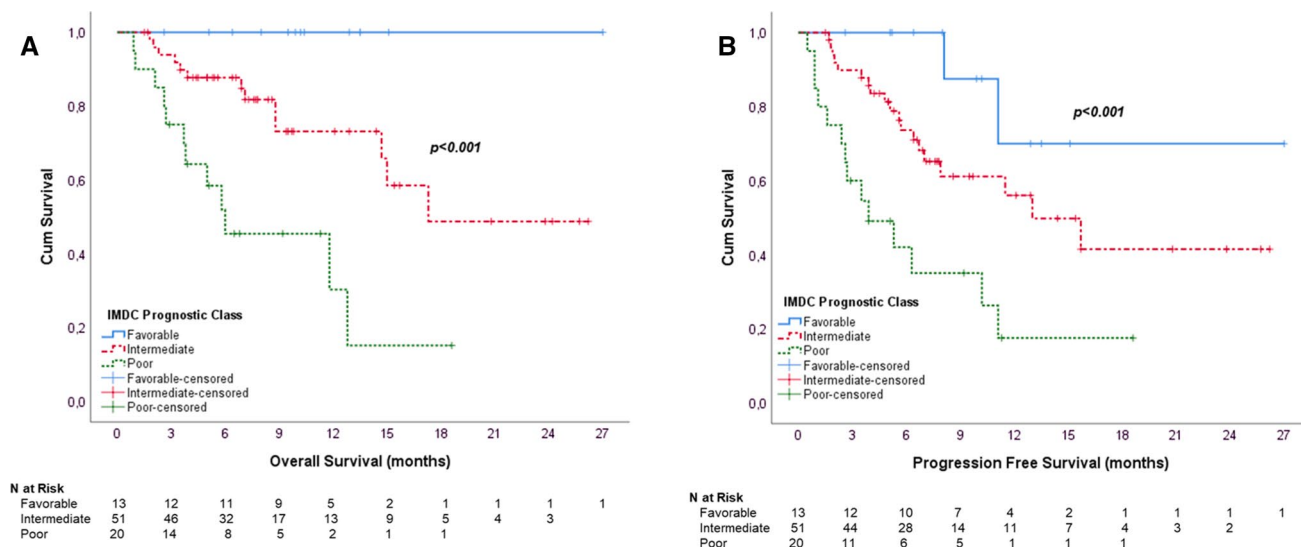 A
1,0
0,8
0,6
0,4
0,2
0,0
Cum Survival
p<0.001
IMDC Prognostic Class
Favorable
Intermediate
Poor
Favorable-censored
Intermediate-censored
Poor-censored
0 3 6 9 12 15 18 21 24 27
Overall Survival (months)
N at Risk
Favorable 13 12 11 9 5 2 1 1 1 1
Intermediate 51 46 32 17 13 9 5 4 3
Poor 20 14 8 5 2 1 1
B
1,0
0,8
0,6
0,4
0,2
0,0
Cum Survival
p<0.001
IMDC Prognostic Class
Favorable
Intermediate
Poor
Favorable-censored
Intermediate-censored
Poor-censored
0 3 6 9 12 15 18 21 24 27
Progression Free Survival (months)
N at Risk
Favorable 13 12 10 7 4 2 1 1 1 1
Intermediate 51 44 28 14 11 7 4 3 2
Poor 20 11 6 5 1 1 1